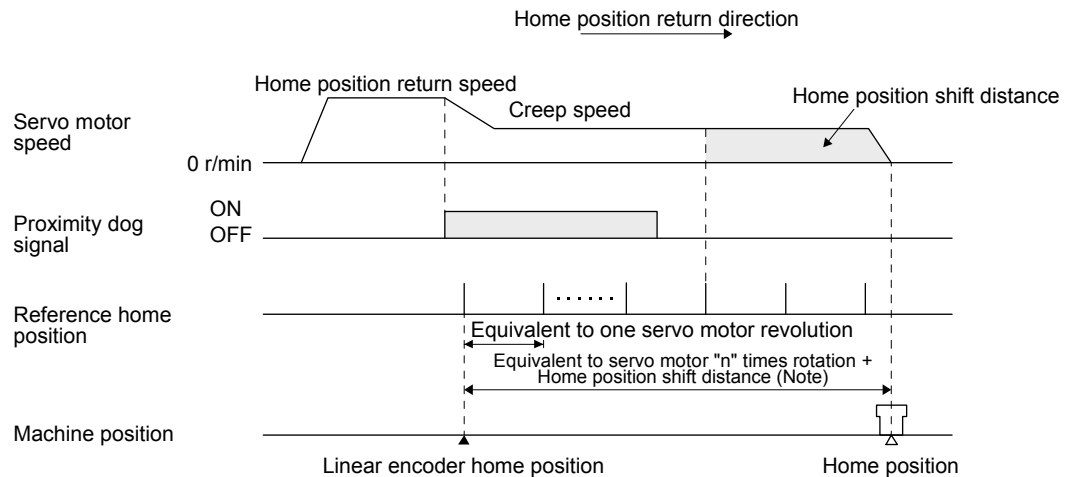 Home position return direction
Home position return speed
Creep speed
Home position shift distance
Servo motor
speed
0 r/min
Proximity dog
signal
ON
OFF
Reference home
position
Equivalent to one servo motor revolution
Equivalent to servo motor "n" times rotation +
Home position shift distance (Note)
Machine position
Linear encoder home position
Home position